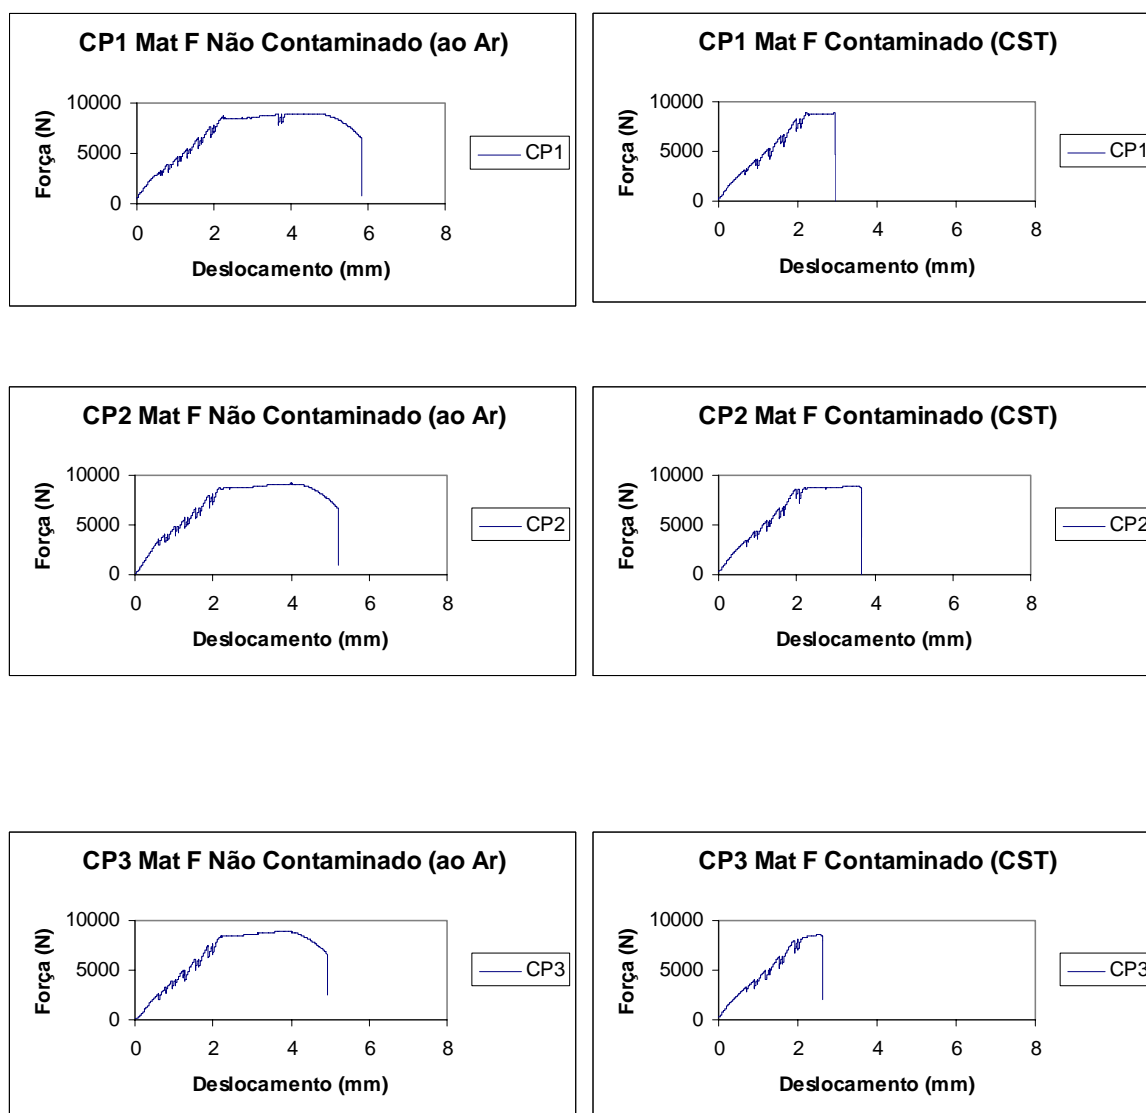 CP1 Mat F Não Contaminado (ao Ar)
10000
5000
0
Força (N)
0 2 4 6 8
Deslocamento (mm)
CP1
CP1 Mat F Contaminado (CST)
10000
5000
0
Força (N)
0 2 4 6 8
Deslocamento (mm)
CP1
CP2 Mat F Não Contaminado (ao Ar)
10000
5000
0
Força (N)
0 2 4 6 8
Deslocamento (mm)
CP2
CP2 Mat F Contaminado (CST)
10000
5000
0
Força (N)
0 2 4 6 8
Deslocamento (mm)
CP2
CP3 Mat F Não Contaminado (ao Ar)
10000
5000
0
Força (N)
0 2 4 6 8
Deslocamento (mm)
CP3
CP3 Mat F Contaminado (CST)
10000
5000
0
Força (N)
0 2 4 6 8
Deslocamento (mm)
CP3